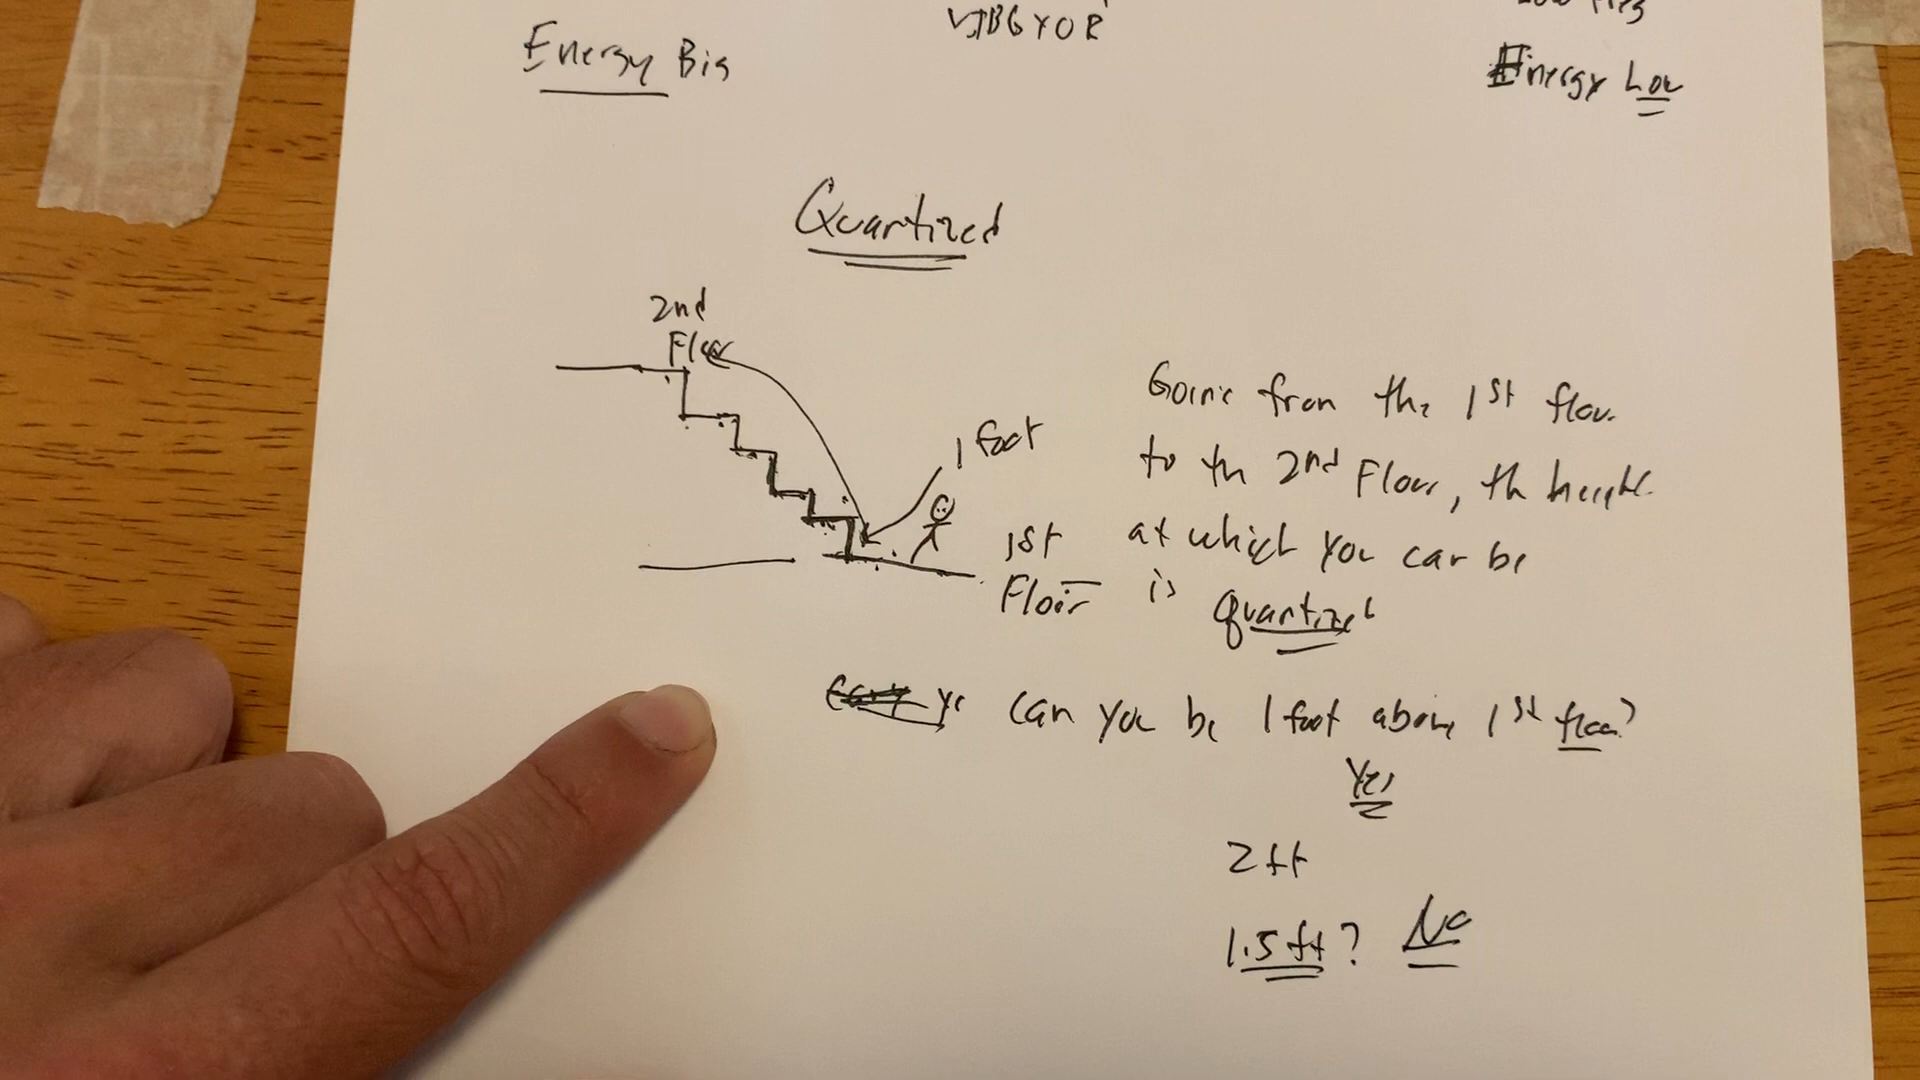 VIBGYOR
Energy Big
Energy Low
Quantized
2nd
Floor
1 foot
1st
Floor
Going from the 1st floor
to th 2nd Floor, th height
at which you can be
is quantized
can you be 1 foot above 1st floor?
Yes
2 ft
1.5 ft? No